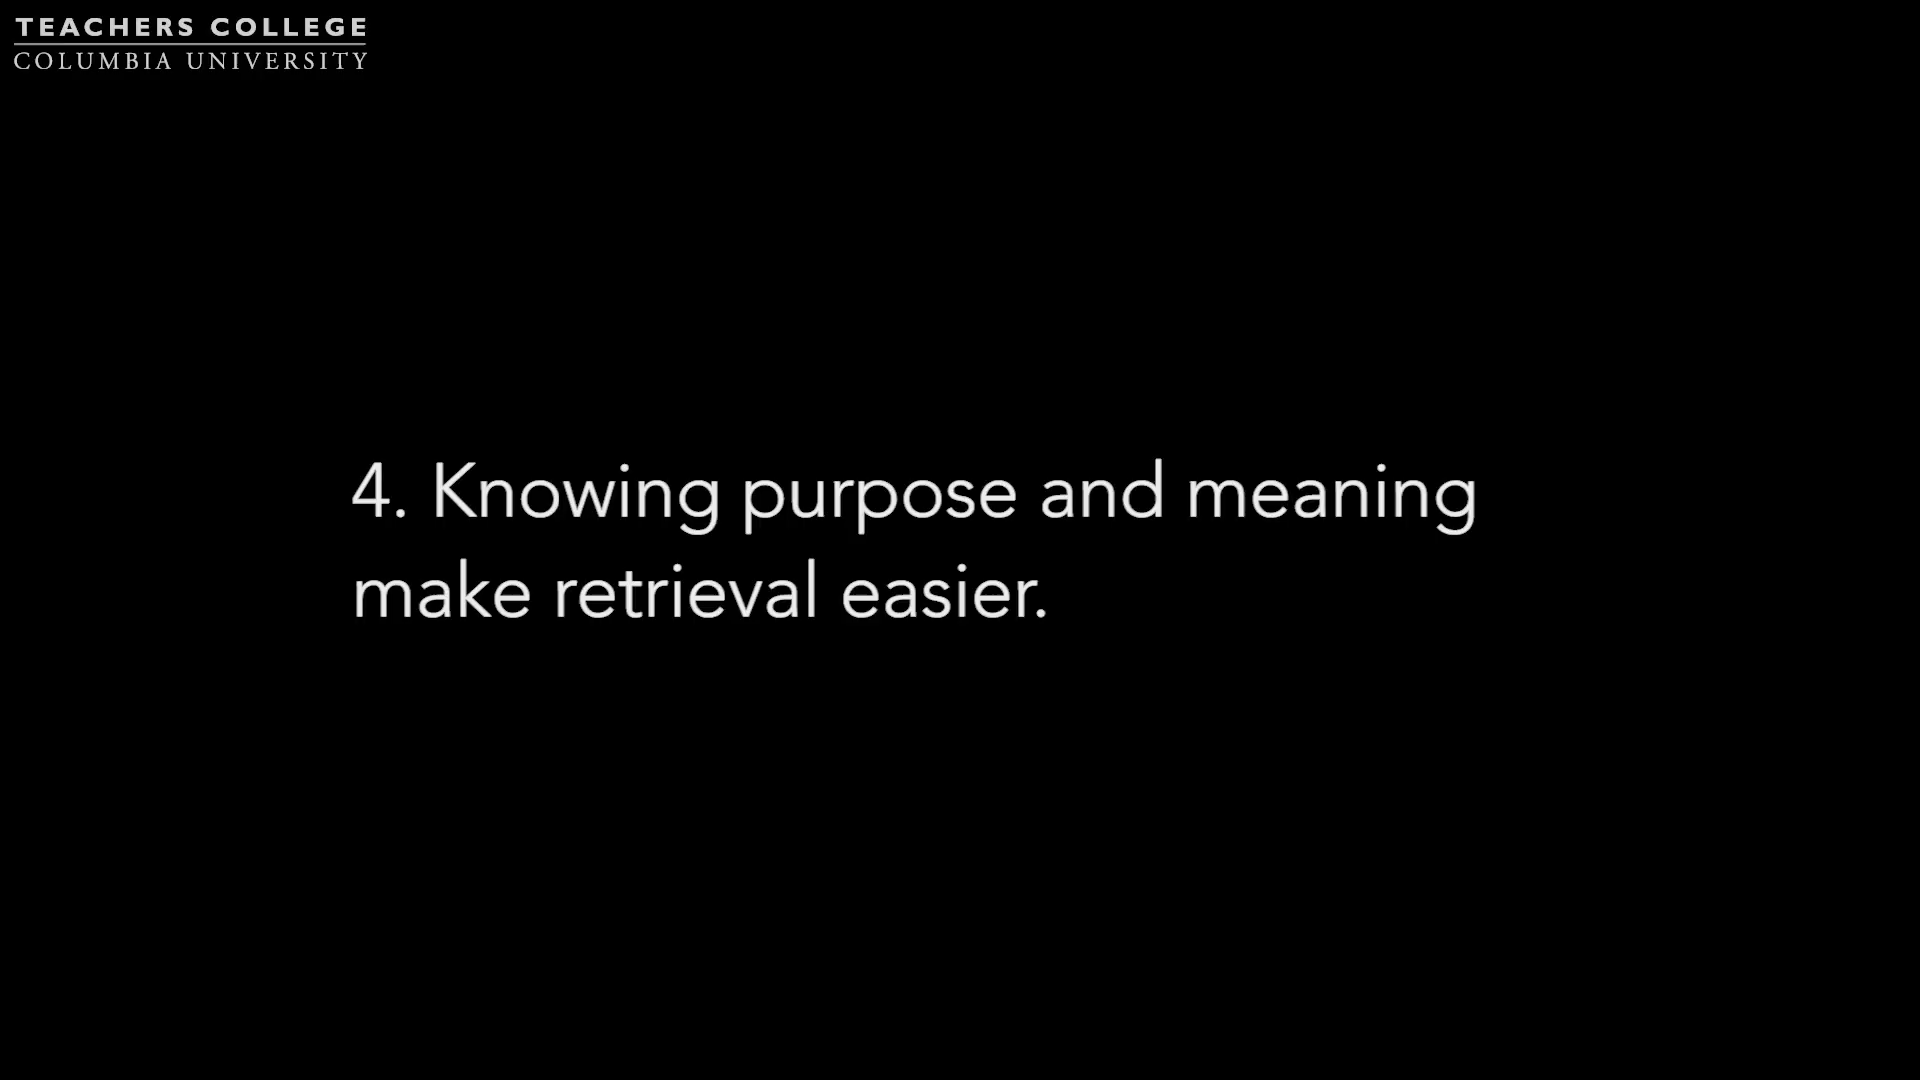 TEACHERS COLLEGE
COLUMBIA UNIVERSITY
4. Knowing purpose and meaning
make retrieval easier.